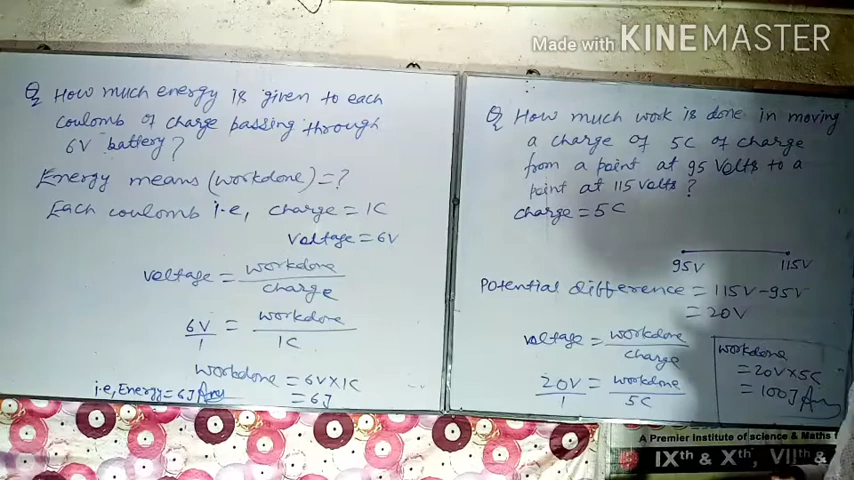 Made with KINEMASTER
Q How much energy is given to each
coulomb of charge passing through
6V battery?
Energy means (workdone) = ?
Each coulomb i.e, charge = 1C
Voltage = 6V
voltage = workdone
charge
6V = workdone
1 1C
workdone = 6V×1C
= 6J
i.e, Energy = 6J Ans
Q How much work is done in moving
a charge of 5C of charge
from a point at 95 Volts to a
point at 115 volts?
charge = 5C
95V 115V
Potential difference = 115V-95V
= 20V
voltage = workdone
charge
20V = workdone
1 5C
workdone
= 20V×5C
= 100J Ans
A Premier Institute of science & Maths
IXth & Xth, VIIth &